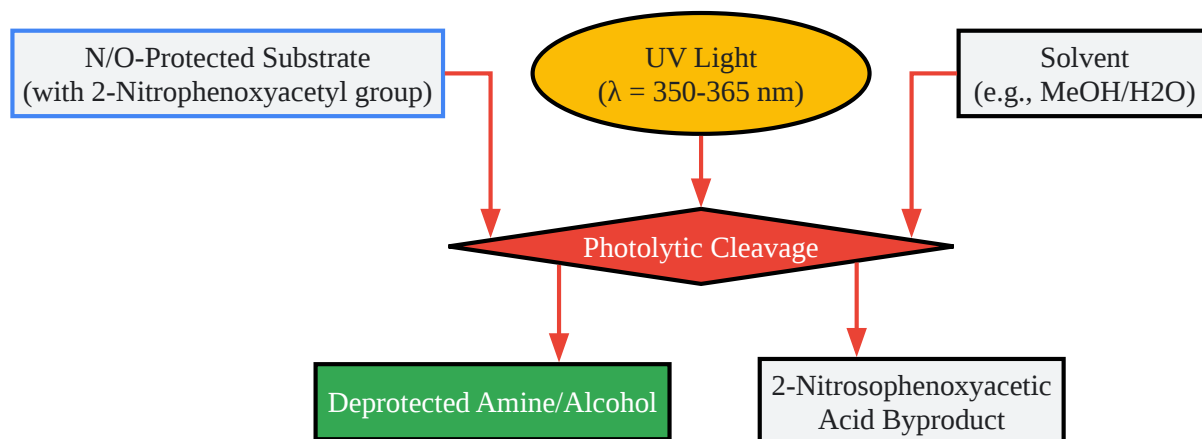 N/O-Protected Substrate
(with 2-Nitrophenoxyacetyl group)
UV Light
(λ = 350-365 nm)
Solvent
(e.g., MeOH/H2O)
Photolytic Cleavage
Deprotected Amine/Alcohol
2-Nitrosophenoxyacetic
Acid Byproduct